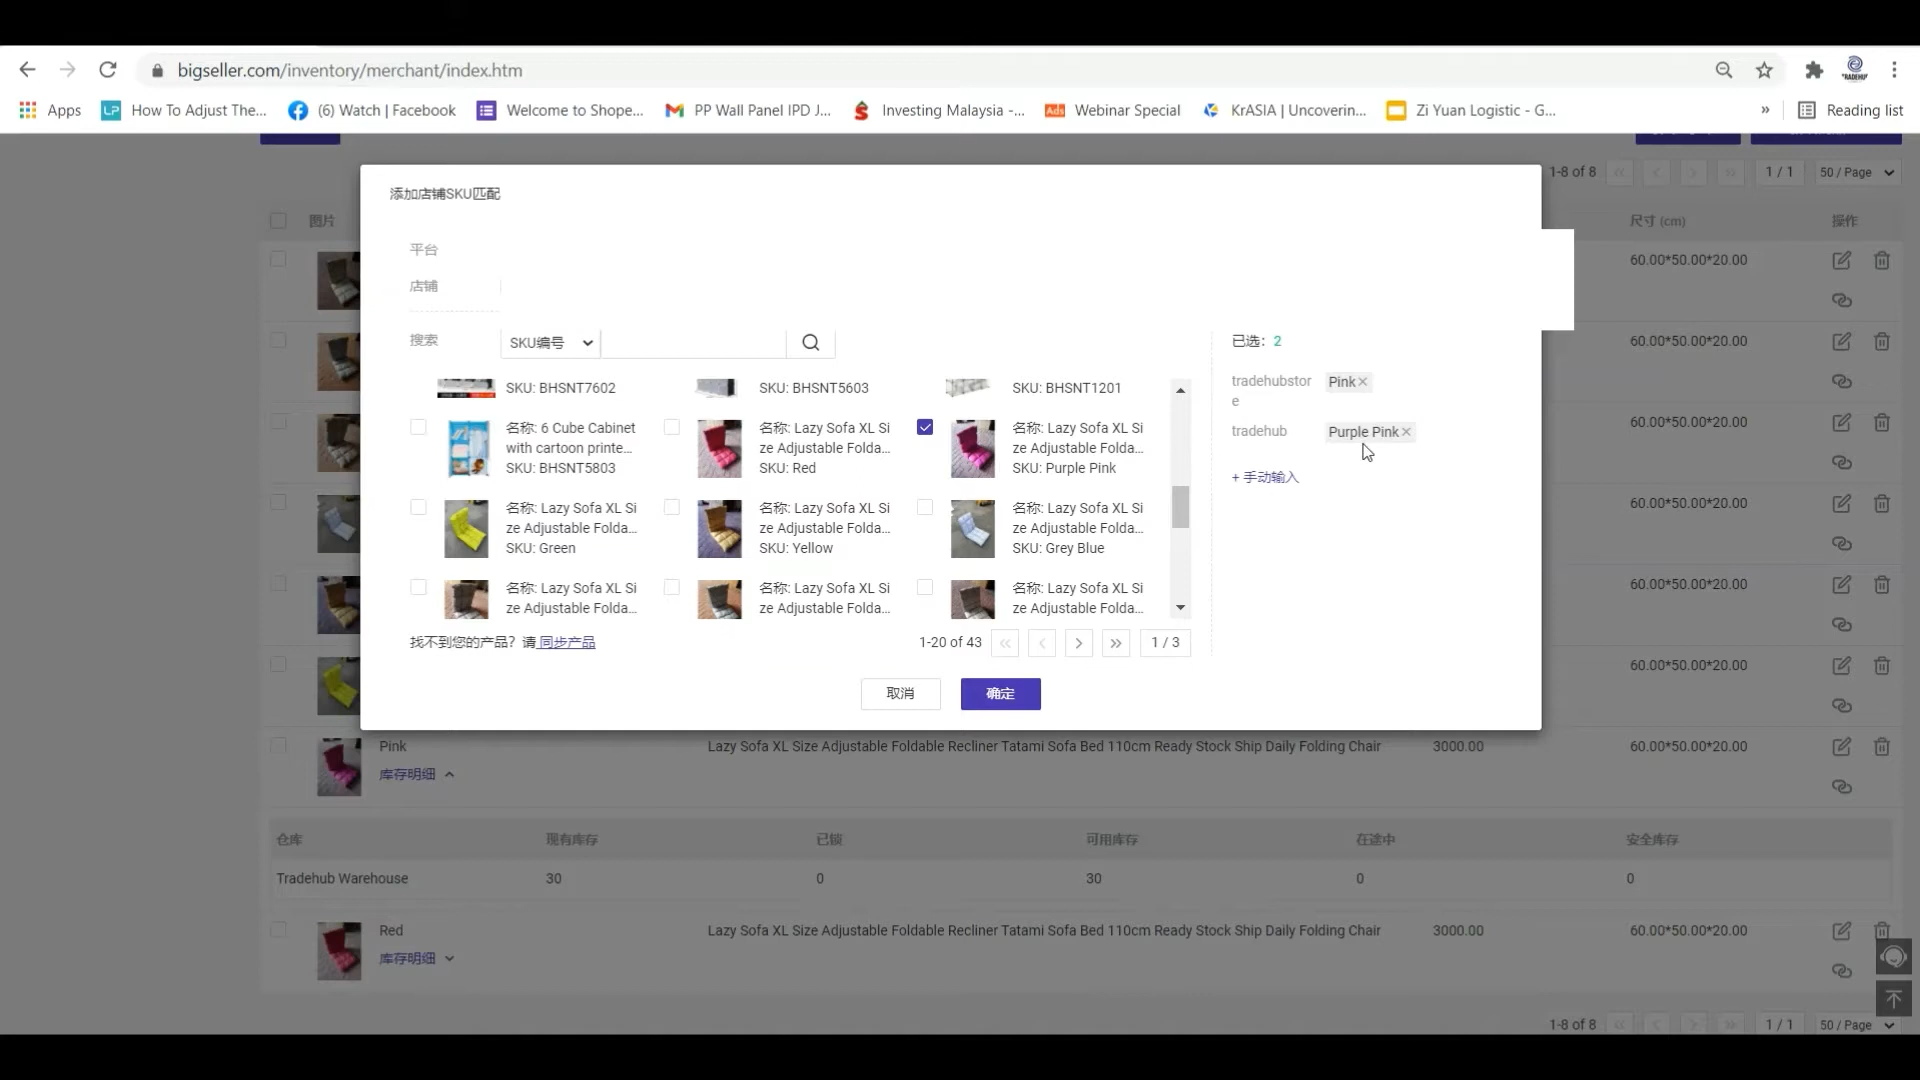 bigseller.com/inventory/merchant/index.htm
Apps
How To Adjust The...
(6) Watch | Facebook
Welcome to Shope...
PP Wall Panel IPD J...
Investing Malaysia -...
Webinar Special
KrASIA | Uncoverin...
Zi Yuan Logistic - G...
»
Reading list
1-8 of 8
1 / 1
50 / Page
图片
尺寸 (cm)
操作
添加店铺SKU匹配
平台
店铺
搜索
SKU编号
已选: 2
tradehubstore
Pink
tradehub
Purple Pink
+ 手动输入
SKU: BHSNT7602
SKU: BHSNT5603
SKU: BHSNT1201
名称: 6 Cube Cabinet
with cartoon printe...
SKU: BHSNT5803
名称: Lazy Sofa XL Si
ze Adjustable Folda...
SKU: Red
名称: Lazy Sofa XL Si
ze Adjustable Folda...
SKU: Purple Pink
名称: Lazy Sofa XL Si
ze Adjustable Folda...
SKU: Green
名称: Lazy Sofa XL Si
ze Adjustable Folda...
SKU: Yellow
名称: Lazy Sofa XL Si
ze Adjustable Folda...
SKU: Grey Blue
名称: Lazy Sofa XL Si
ze Adjustable Folda...
名称: Lazy Sofa XL Si
ze Adjustable Folda...
名称: Lazy Sofa XL Si
ze Adjustable Folda...
找不到您的产品? 请 同步产品
1-20 of 43
1 / 3
取消
确定
60.00*50.00*20.00
60.00*50.00*20.00
60.00*50.00*20.00
60.00*50.00*20.00
60.00*50.00*20.00
60.00*50.00*20.00
Pink
库存明细
Lazy Sofa XL Size Adjustable Foldable Recliner Tatami Sofa Bed 110cm Ready Stock Ship Daily Folding Chair
3000.00
60.00*50.00*20.00
仓库
现有库存
已锁
可用库存
在途中
安全库存
Tradehub Warehouse
30
0
30
0
0
Red
库存明细
Lazy Sofa XL Size Adjustable Foldable Recliner Tatami Sofa Bed 110cm Ready Stock Ship Daily Folding Chair
3000.00
60.00*50.00*20.00
1-8 of 8
1 / 1
50 / Page